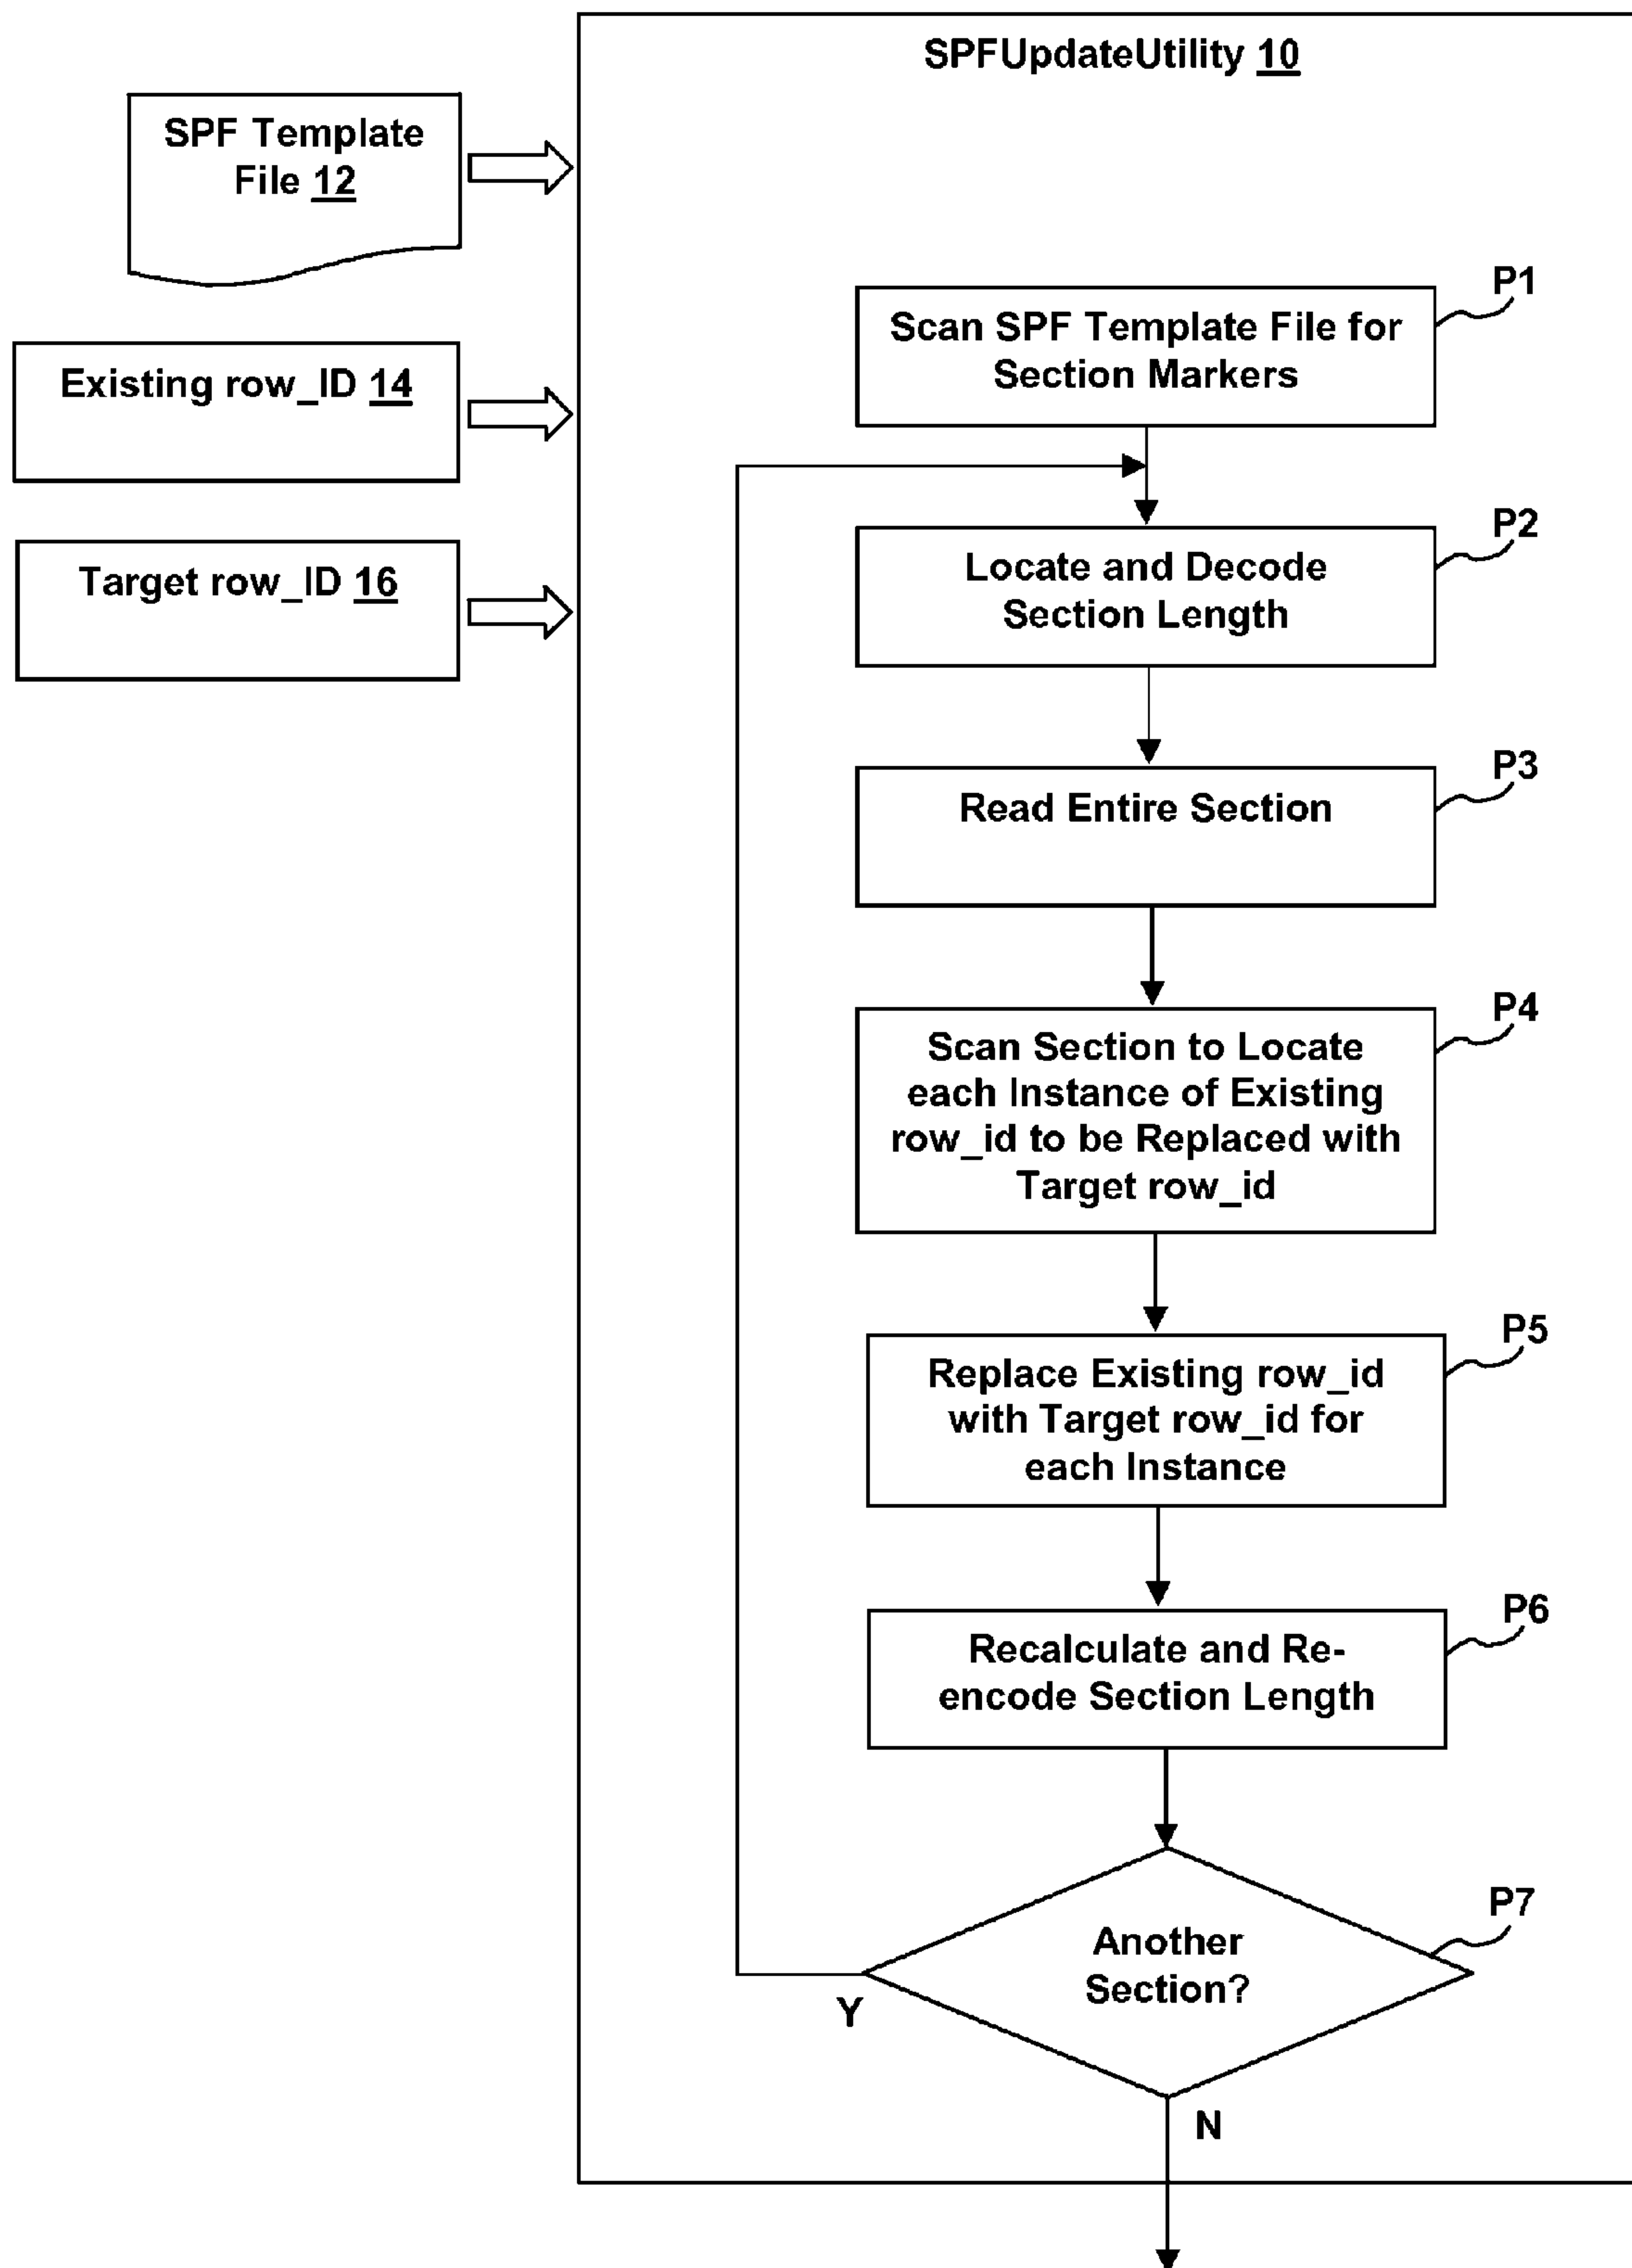 SPFUpdateUtility 10
SPF Template
File 12
Existing row_ID 14
Target row_ID 16
P1
Scan SPF Template File for
Section Markers
P2
Locate and Decode
Section Length
P3
Read Entire Section
P4
Scan Section to Locate
each Instance of Existing
row_id to be Replaced with
Target row_id
P5
Replace Existing row_id
with Target row_id for
each Instance
P6
Recalculate and Re-
encode Section Length
P7
Another
Section?
Y
N